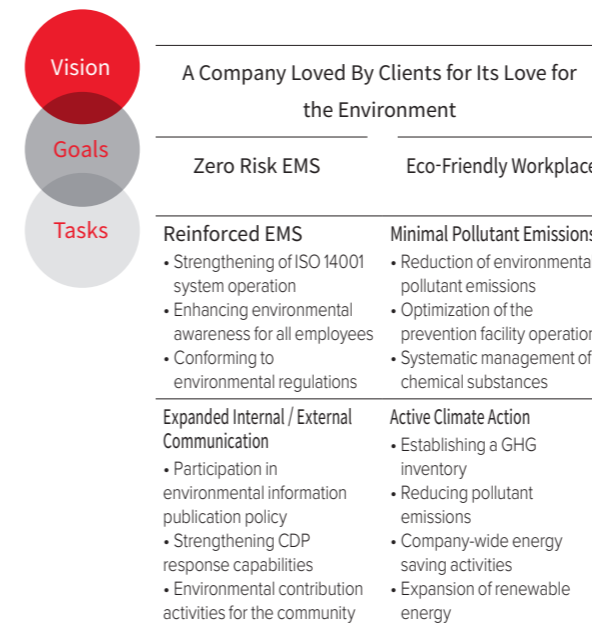 Vision
A Company Loved By Clients for Its Love for
the Environment
Goals
Zero Risk EMS
Eco-Friendly Workplace
Tasks
Reinforced EMS
• Strengthening of ISO 14001
system operation
• Enhancing environmental
awareness for all employees
• Conforming to
environmental regulations
Minimal Pollutant Emissions
• Reduction of environmental
pollutant emissions
• Optimization of the
prevention facility operation
• Systematic management of
chemical substances
Expanded Internal / External
Communication
• Participation in
environmental information
publication policy
• Strengthening CDP
response capabilities
• Environmental contribution
activities for the community
Active Climate Action
• Establishing a GHG
inventory
• Reducing pollutant
emissions
• Company-wide energy
saving activities
• Expansion of renewable
energy